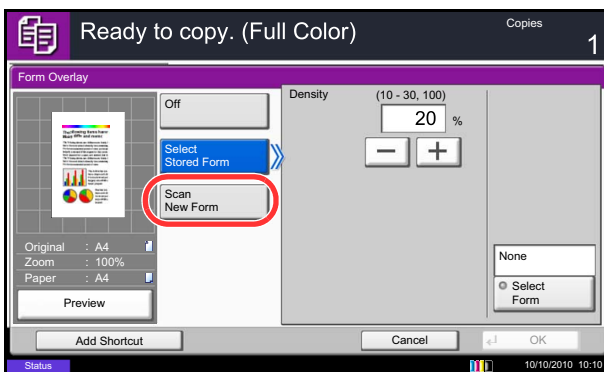 Ready to copy. (Full Color)
Copies
1
Form Overlay
Off
Select
Stored Form
Scan
New Form
Density
(10 - 30, 100)
20 %
Original : A4
Zoom : 100%
Paper : A4
Preview
None
Select
Form
Add Shortcut
Cancel
OK
Status
10/10/2010 10:10